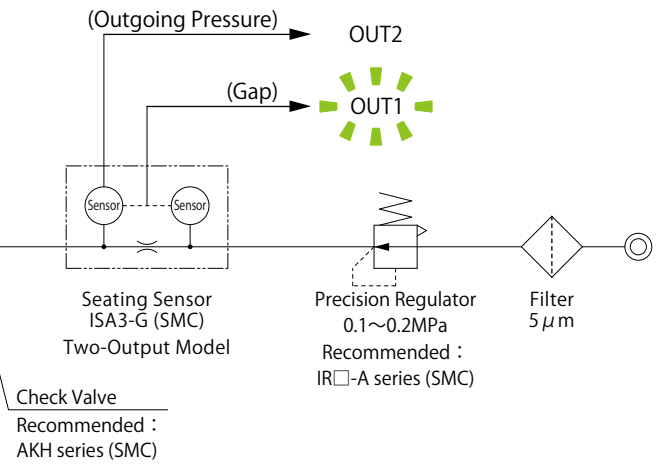 (Outgoing Pressure)
OUT2
(Gap)
OUT1
Sensor
Sensor
Seating Sensor
ISA3-G (SMC)
Two-Output Model
Precision Regulator
0.1～0.2MPa
Recommended：
IR□-A series (SMC)
Filter
5μm
Check Valve
Recommended：
AKH series (SMC)